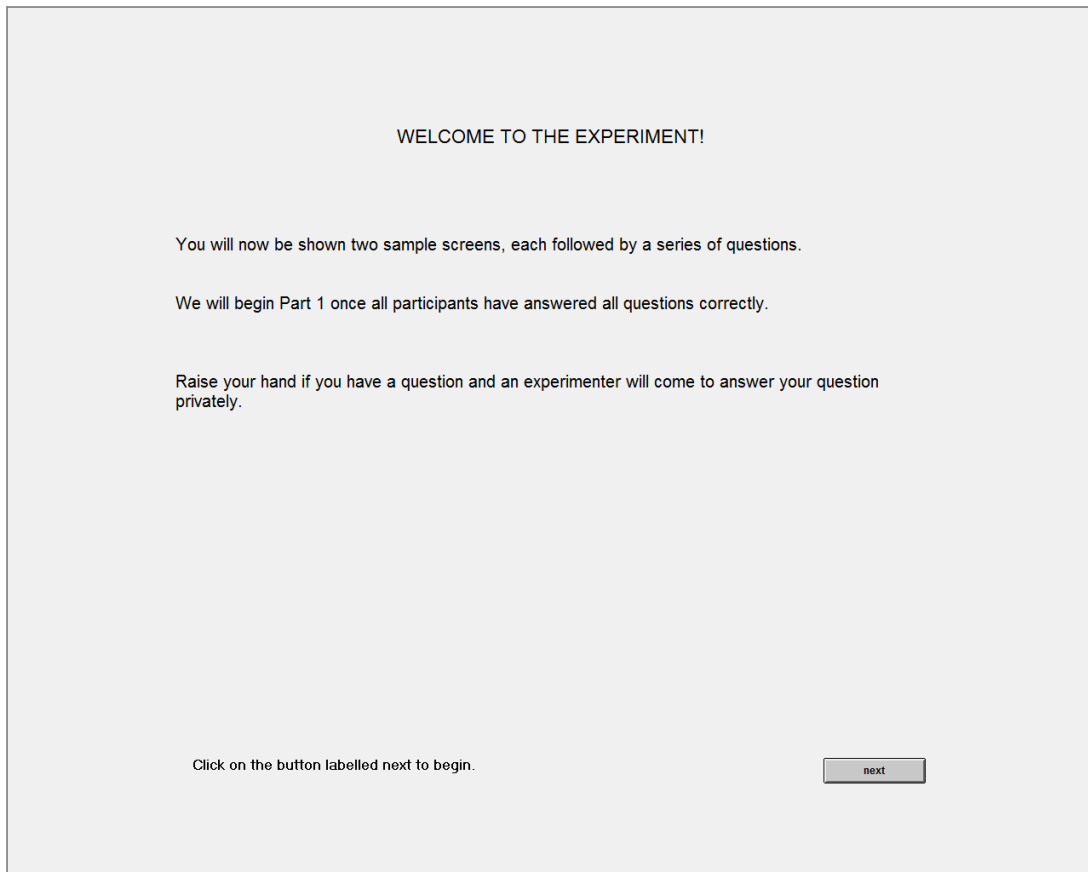 WELCOME TO THE EXPERIMENT!
You will now be shown two sample screens, each followed by a series of questions.
We will begin Part 1 once all participants have answered all questions correctly.
Raise your hand if you have a question and an experimenter will come to answer your question
privately.
Click on the button labelled next to begin.
next